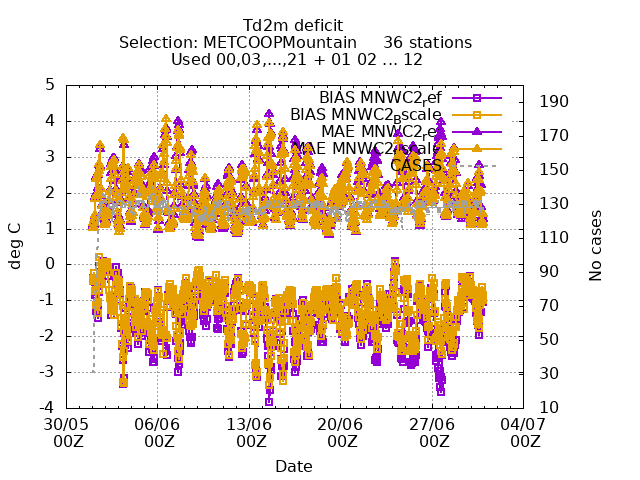 Td2m deficit
Selection: METCOOPMountain 36 stations
Used 00,03,...,21 + 01 02 ... 12
BIAS MNWC2ref
BIAS MNWC2Bscale
MAE MNWC2ref
MAE MNWC2Bscale
CASES
5
4
3
2
1
0
-1
-2
-3
-4
deg C
190
170
150
130
110
90
70
50
30
10
No cases
30/05 06/06 13/06 20/06 27/06 04/07
00Z 00Z 00Z 00Z 00Z 00Z
Date